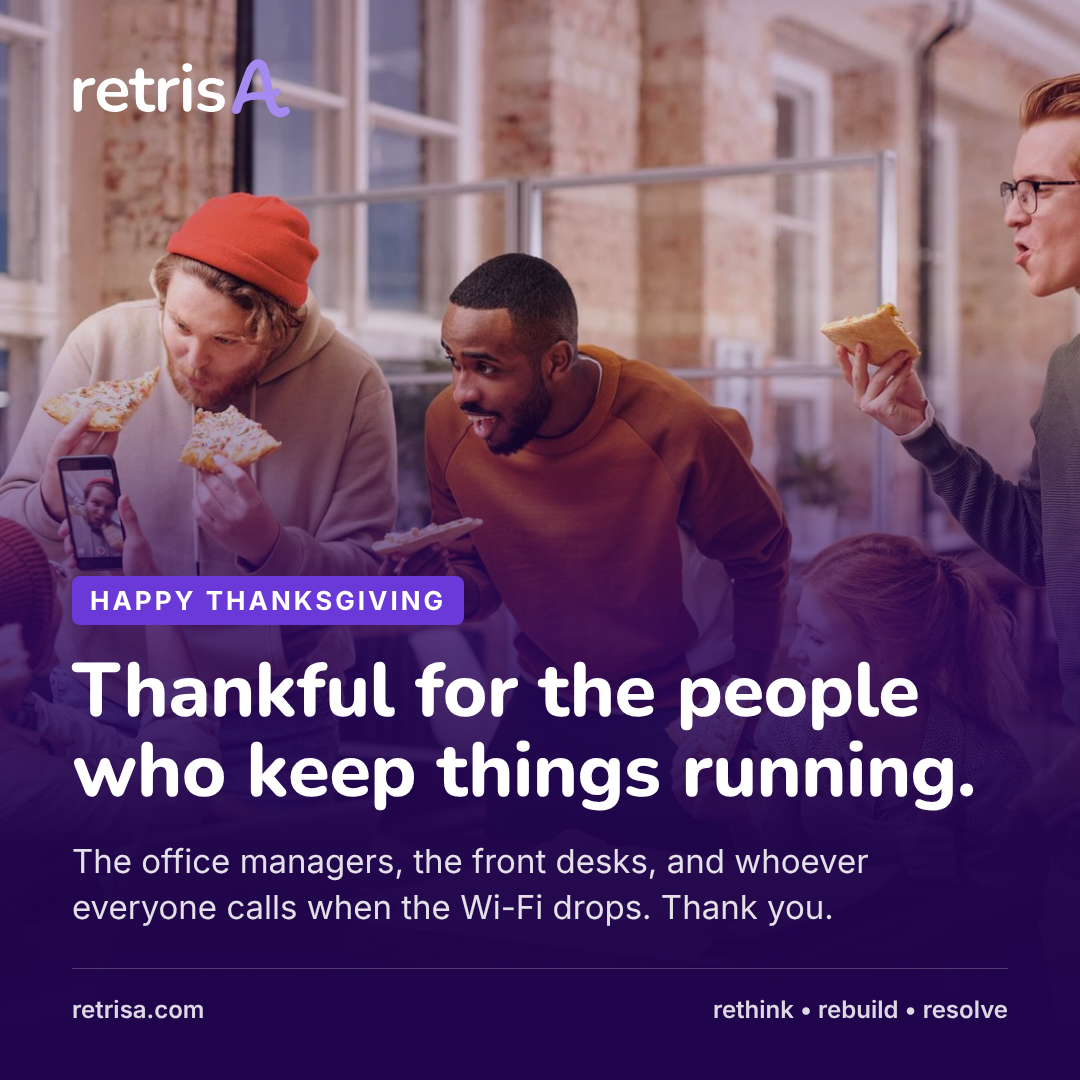 retrisA
HAPPY THANKSGIVING
Thankful for the people
who keep things running.
The office managers, the front desks, and whoever
everyone calls when the Wi-Fi drops. Thank you.
retrisa.com
rethink • rebuild • resolve